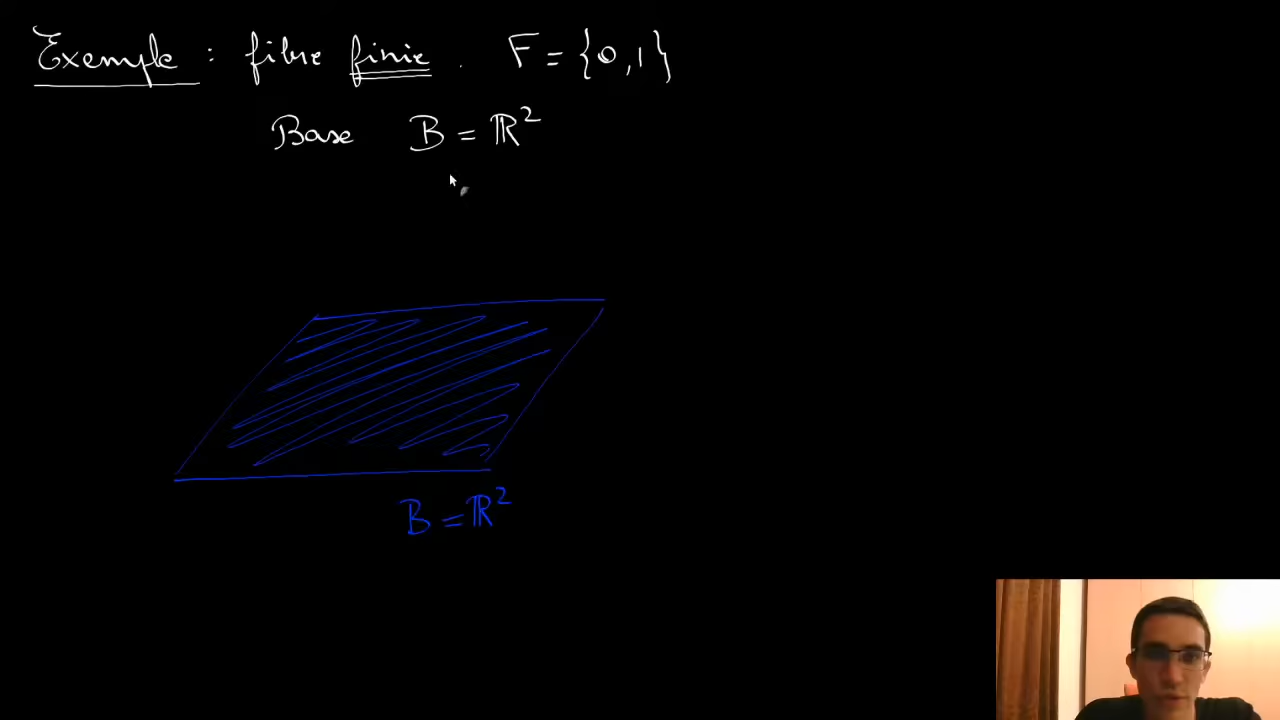 Exemple : fibre finie . F = {0,1}
Base B = ℝ²
B = ℝ²